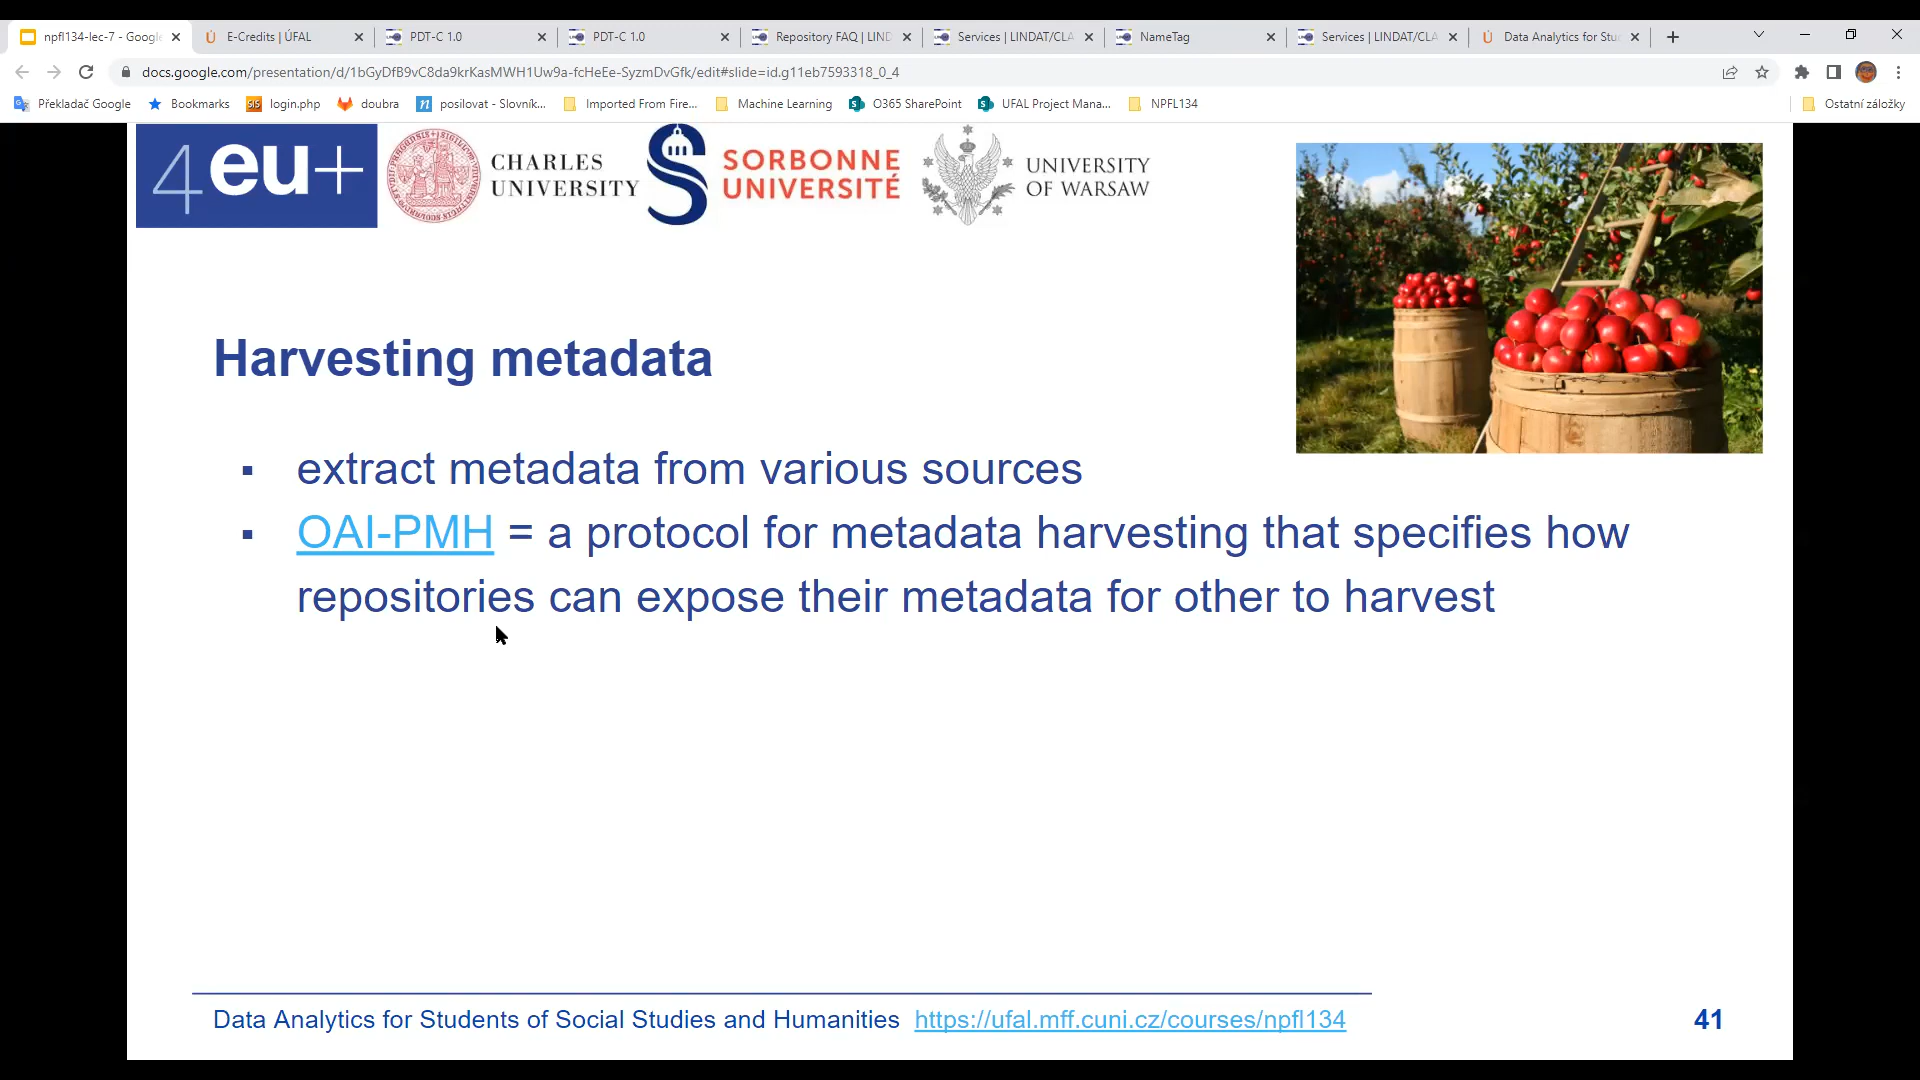 npfl134-lec-7 - Google
E-Credits | ÚFAL
PDT-C 1.0
PDT-C 1.0
Repository FAQ | LIND
Services | LINDAT/CLA
NameTag
Services | LINDAT/CLA
Data Analytics for Stu
docs.google.com/presentation/d/1bGyDfB9vC8da9krKasMWH1Uw9a-fcHeEe-SyzmDvGfk/edit#slide=id.g11eb7593318_0_4
Překladač Google
Bookmarks
login.php
doubra
posilovat - Slovník...
Imported From Fire...
Machine Learning
O365 SharePoint
UFAL Project Mana...
NPFL134
Ostatní záložky
4eu+
CHARLES
UNIVERSITY
SORBONNE
UNIVERSITÉ
UNIVERSITY
OF WARSAW
Harvesting metadata
▪ extract metadata from various sources
▪ OAI-PMH = a protocol for metadata harvesting that specifies how
repositories can expose their metadata for other to harvest
Data Analytics for Students of Social Studies and Humanities https://ufal.mff.cuni.cz/courses/npfl134
41